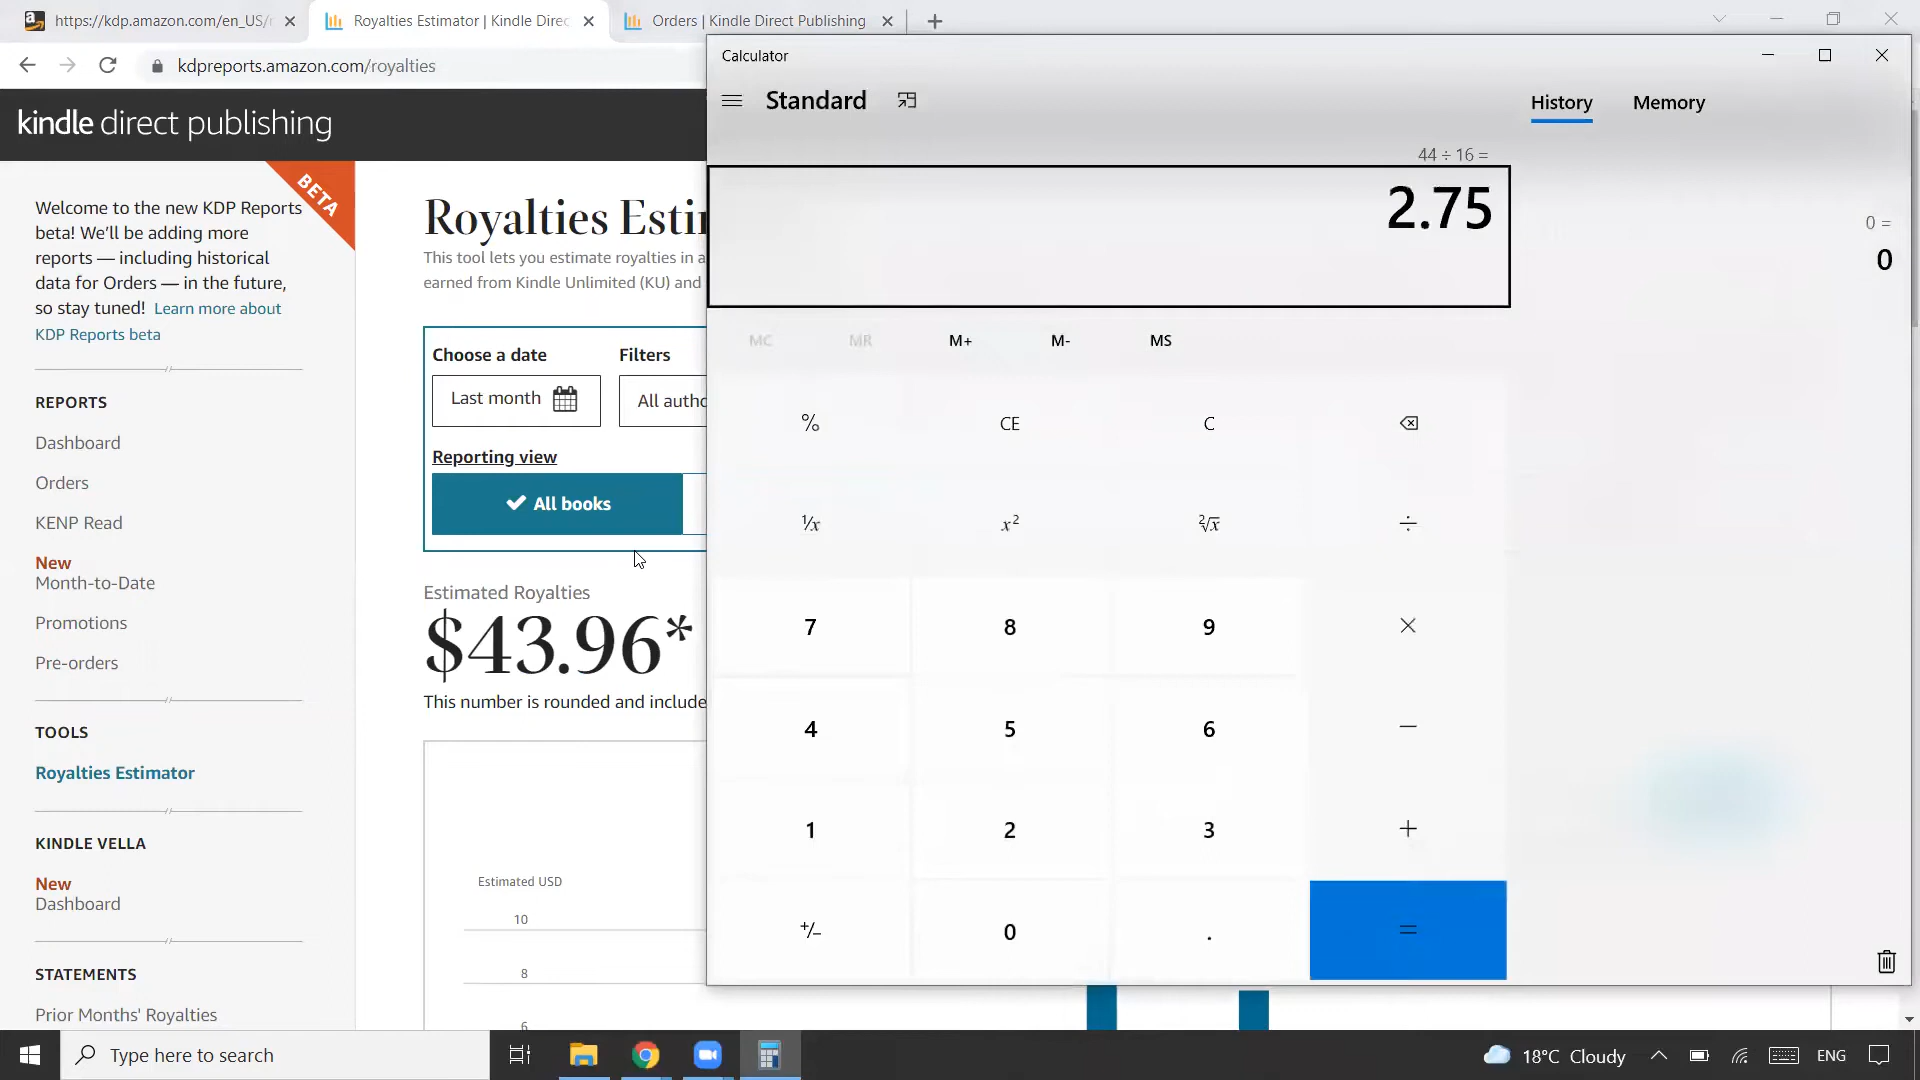 https://kdp.amazon.com/en_US/r
Royalties Estimator | Kindle Direc
Orders | Kindle Direct Publishing
kdpreports.amazon.com/royalties
kindle direct publishing
BETA
Welcome to the new KDP Reports
beta! We’ll be adding more
reports — including historical
data for Orders — in the future,
so stay tuned! Learn more about
KDP Reports beta
REPORTS
Dashboard
Orders
KENP Read
New
Month-to-Date
Promotions
Pre-orders
TOOLS
Royalties Estimator
KINDLE VELLA
New
Dashboard
STATEMENTS
Prior Months' Royalties
Royalties Esti
This tool lets you estimate royalties in a
earned from Kindle Unlimited (KU) and
Choose a date
Filters
Last month
All autho
Reporting view
All books
Estimated Royalties
$43.96*
This number is rounded and include
Estimated USD
10
8
6
Calculator
Standard
History
Memory
44 ÷ 16 =
2.75
0 =
0
MC MR M+ M- MS
% CE C
⅟x x² ²√x ÷
7 8 9 ×
4 5 6 −
1 2 3 +
+/− 0 . =
Type here to search
18°C Cloudy
ENG